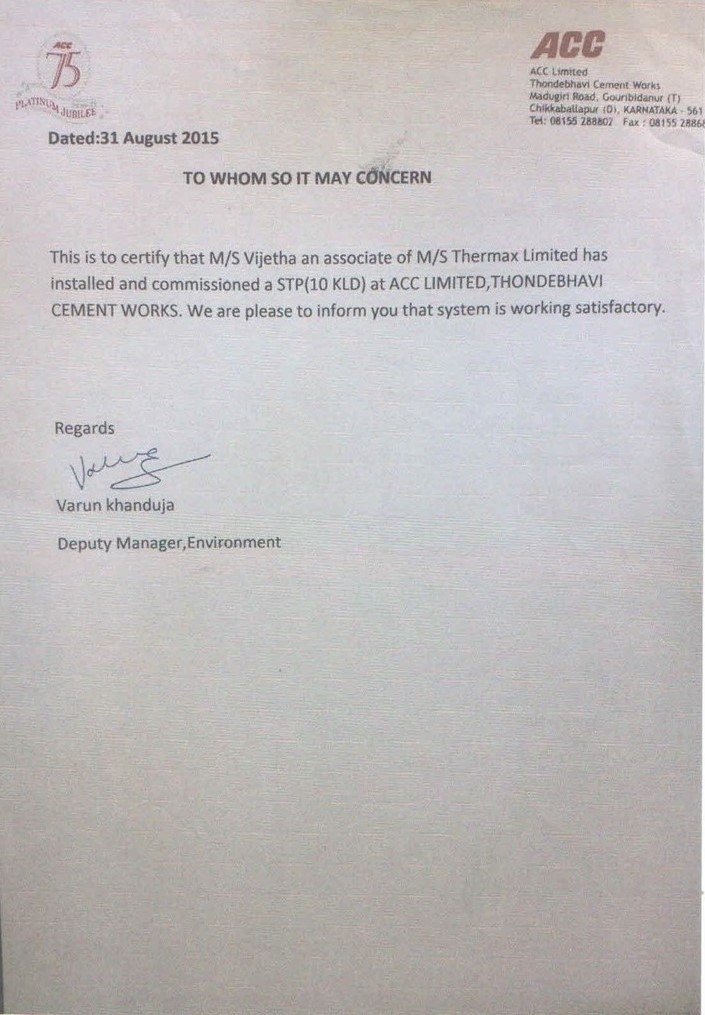 ACC
75
PLATINUM JUBILEE
ACC
ACC Limited
Thondebhavi Cement Works
Madugiri Road, Gouribidanur (T)
Chikkaballapur (D), KARNATAKA - 561
Tel: 08155 288802 Fax : 08155 2886
Dated:31 August 2015
TO WHOM SO IT MAY CONCERN
This is to certify that M/S Vijetha an associate of M/S Thermax Limited has
installed and commissioned a STP(10 KLD) at ACC LIMITED,THONDEBHAVI
CEMENT WORKS. We are please to inform you that system is working satisfactory.
Regards
Varun khanduja
Deputy Manager,Environment